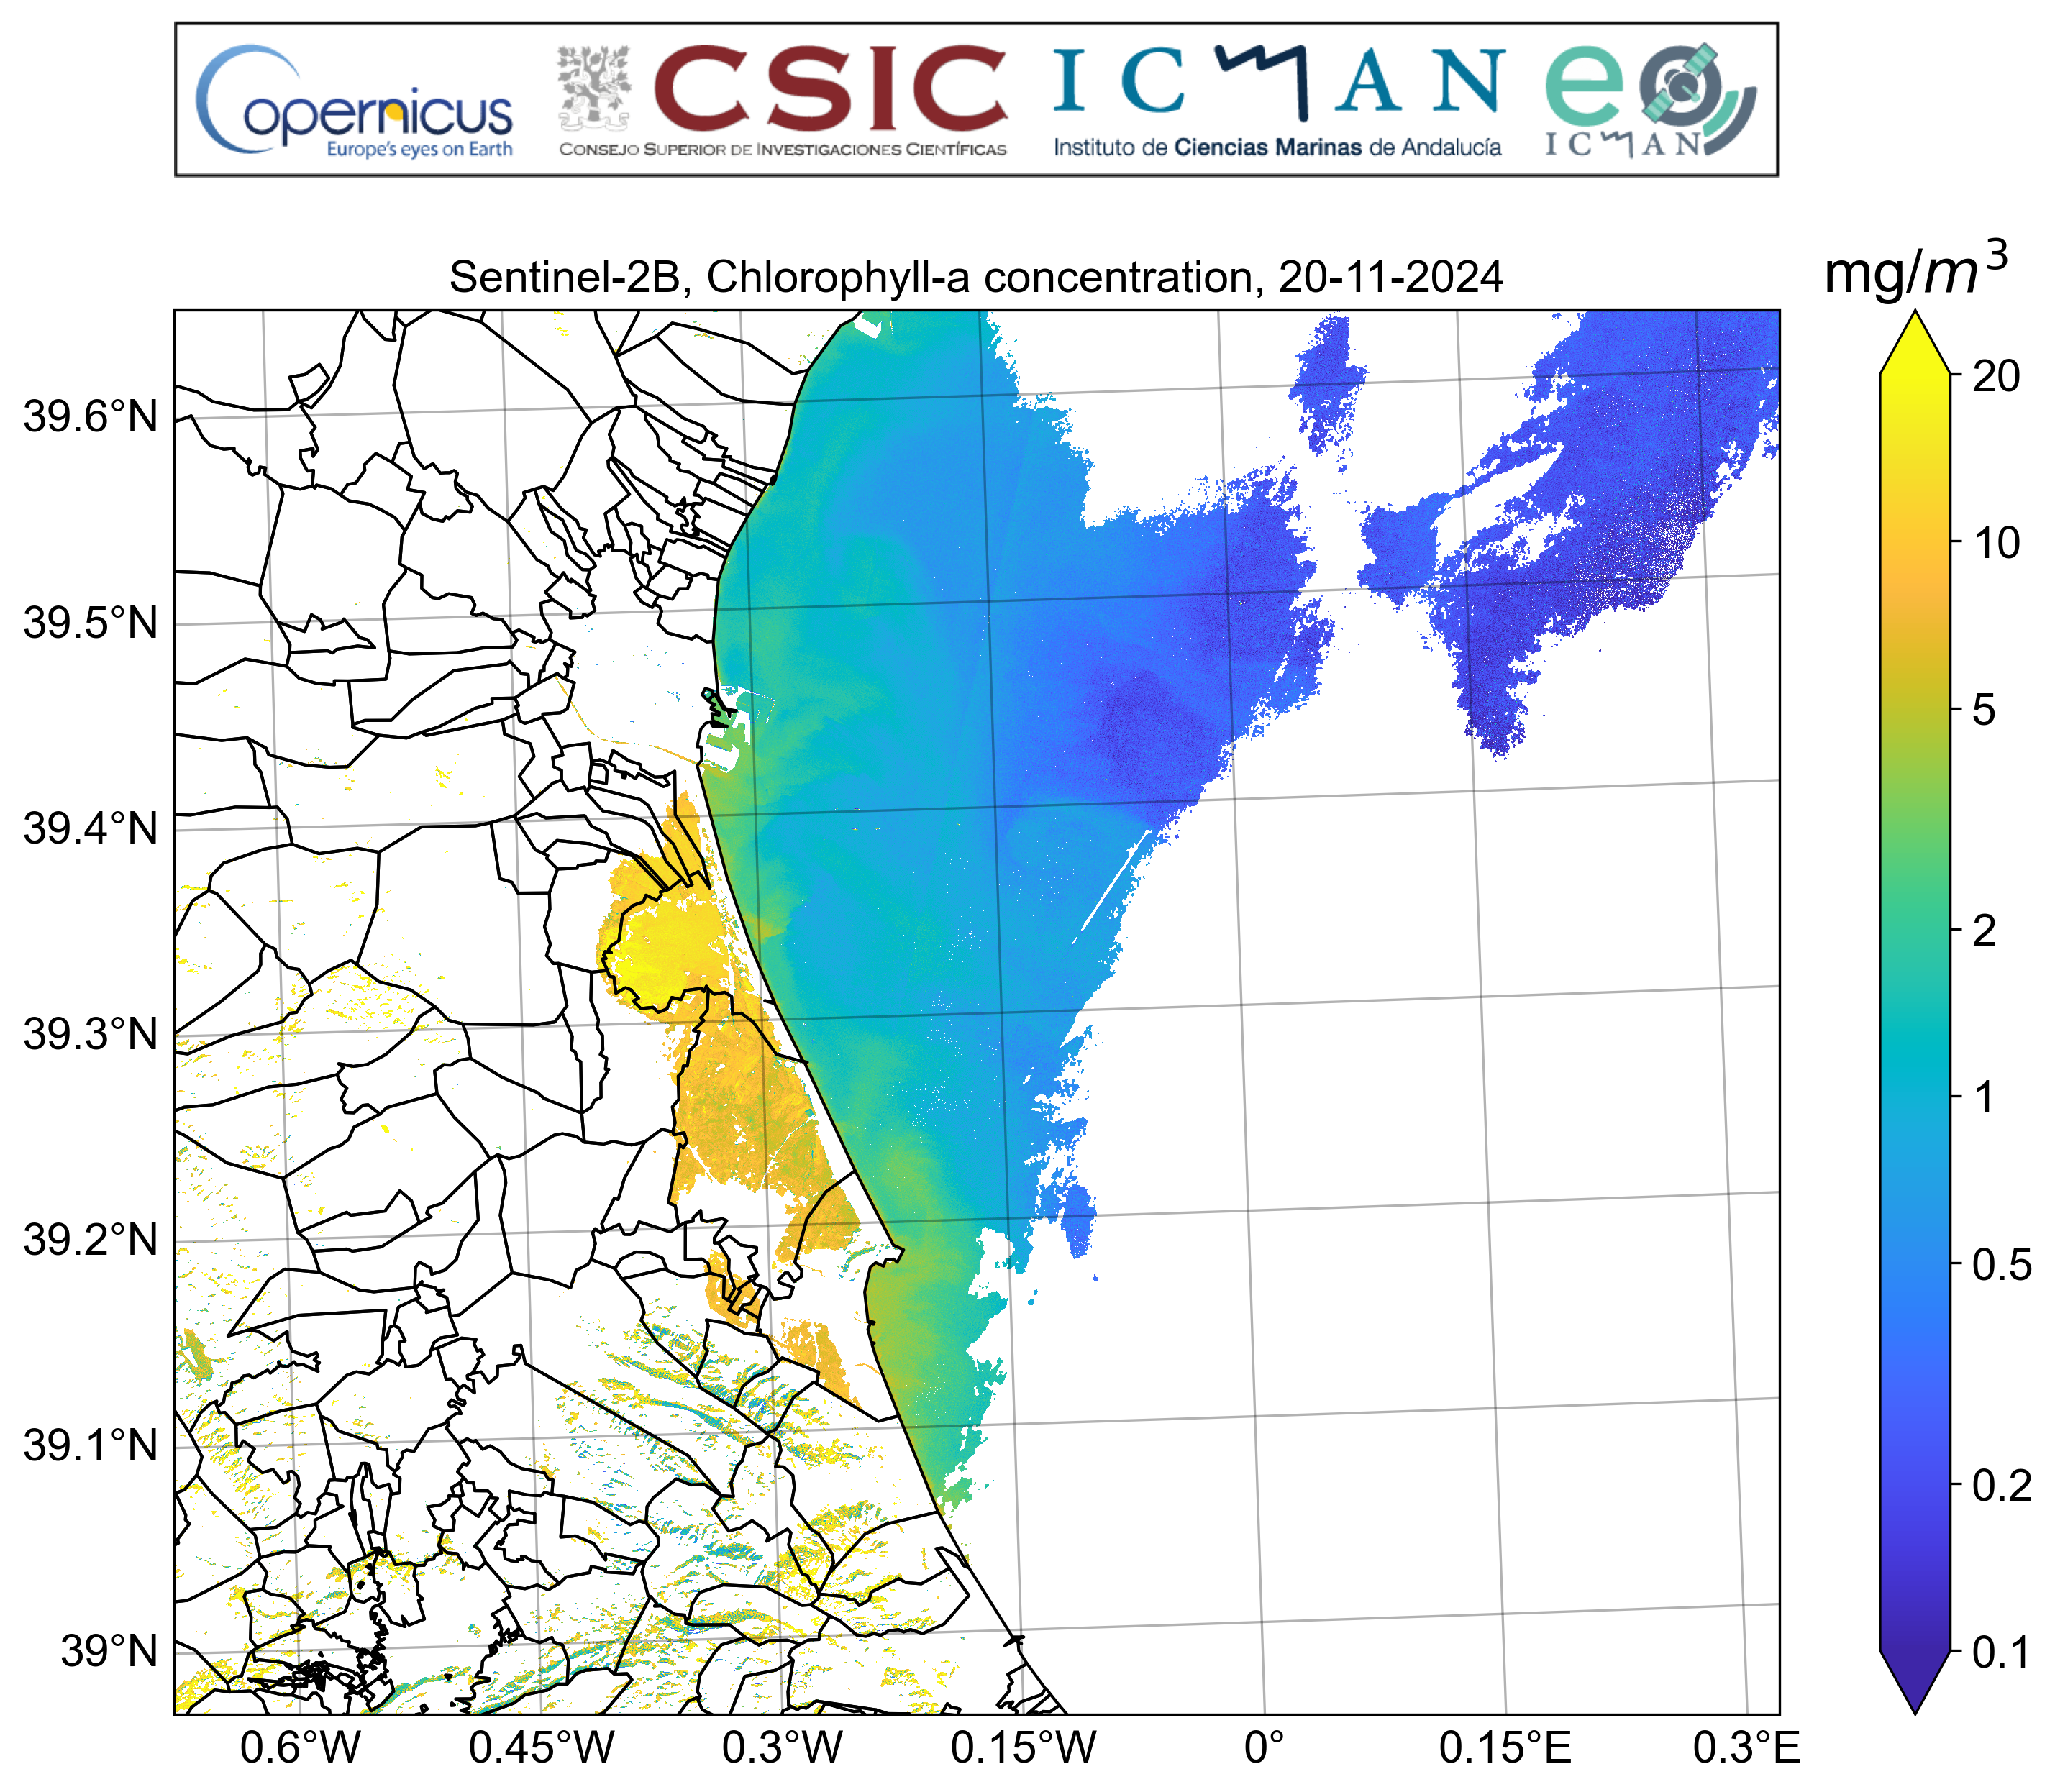 Copernicus
Europe's eyes on Earth
CSIC
CONSEJO SUPERIOR DE INVESTIGACIONES CIENTÍFICAS
ICMAN
Instituto de Ciencias Marinas de Andalucía
eo
ICMAN
Sentinel-2B, Chlorophyll-a concentration, 20-11-2024
mg/m³
39.6°N
39.5°N
39.4°N
39.3°N
39.2°N
39.1°N
39°N
0.6°W
0.45°W
0.3°W
0.15°W
0°
0.15°E
0.3°E
20
10
5
2
1
0.5
0.2
0.1